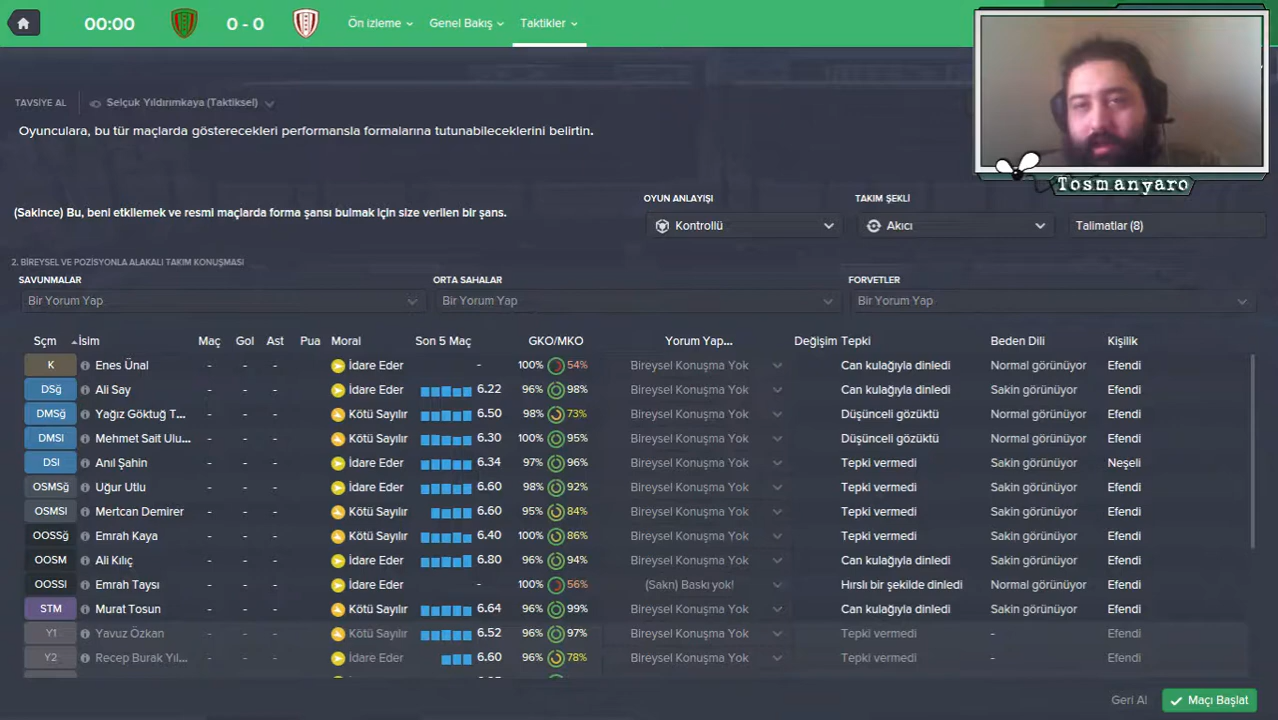 00:00 0 - 0 Ön izleme Genel Bakış Taktikler
TAVSİYE AL Selçuk Yıldırımkaya (Taktiksel)
Oyunculara, bu tür maçlarda gösterecekleri performansla formalarına tutunabileceklerini belirtin.
Tosmanyaro
OYUN ANLAYIŞI TAKIM ŞEKLİ
(Sakince) Bu, beni etkilemek ve resmi maçlarda forma şansı bulmak için size verilen bir şans.
Kontrollü Akıcı Talimatlar (8)
2. BİREYSEL VE POZİSYONLA ALAKALI TAKIM KONUŞMASI
SAVUNMALAR ORTA SAHALAR FORVETLER
Bir Yorum Yap Bir Yorum Yap Bir Yorum Yap
Sçm İsim Maç Gol Ast Pua Moral Son 5 Maç GKO/MKO Yorum Yap... Değişim Tepki Beden Dili Kişilik
K Enes Ünal - - - - İdare Eder - 100% 54% Bireysel Konuşma Yok Can kulağıyla dinledi Normal görünüyor Efendi
DSğ Ali Say - - - İdare Eder 6.22 96% 98% Bireysel Konuşma Yok Can kulağıyla dinledi Sakin görünüyor Efendi
DMSğ Yağız Göktuğ T... - - - Kötü Sayılır 6.50 98% 73% Bireysel Konuşma Yok Düşünceli gözüktü Normal görünüyor Efendi
DMSl Mehmet Sait Ulu... - - - Kötü Sayılır 6.30 100% 95% Bireysel Konuşma Yok Düşünceli gözüktü Normal görünüyor Efendi
DSl Anıl Şahin - - - İdare Eder 6.34 97% 96% Bireysel Konuşma Yok Tepki vermedi Sakin görünüyor Neşeli
OSMSğ Uğur Utlu - - - İdare Eder 6.60 98% 92% Bireysel Konuşma Yok Tepki vermedi Sakin görünüyor Efendi
OSMSl Mertcan Demirer - - - Kötü Sayılır 6.60 95% 84% Bireysel Konuşma Yok Tepki vermedi Sakin görünüyor Efendi
OOSSğ Emrah Kaya - - - Kötü Sayılır 6.40 100% 86% Bireysel Konuşma Yok Tepki vermedi Sakin görünüyor Efendi
OOSM Ali Kılıç - - - İdare Eder 6.80 96% 94% Bireysel Konuşma Yok Can kulağıyla dinledi Sakin görünüyor Efendi
OOSSl Emrah Taysı - - - İdare Eder - 100% 56% (Sakn) Baskı yok! Hırslı bir şekilde dinledi Normal görünüyor Efendi
STM Murat Tosun - - - Kötü Sayılır 6.64 96% 99% Bireysel Konuşma Yok Can kulağıyla dinledi Sakin görünüyor Efendi
Y1 Yavuz Özkan - - - Kötü Sayılır 6.52 96% 97% Bireysel Konuşma Yok Tepki vermedi - Efendi
Y2 Recep Burak Yıl... - - - İdare Eder 6.60 96% 78% Bireysel Konuşma Yok Tepki vermedi - Efendi
Geri Al Maçı Başlat